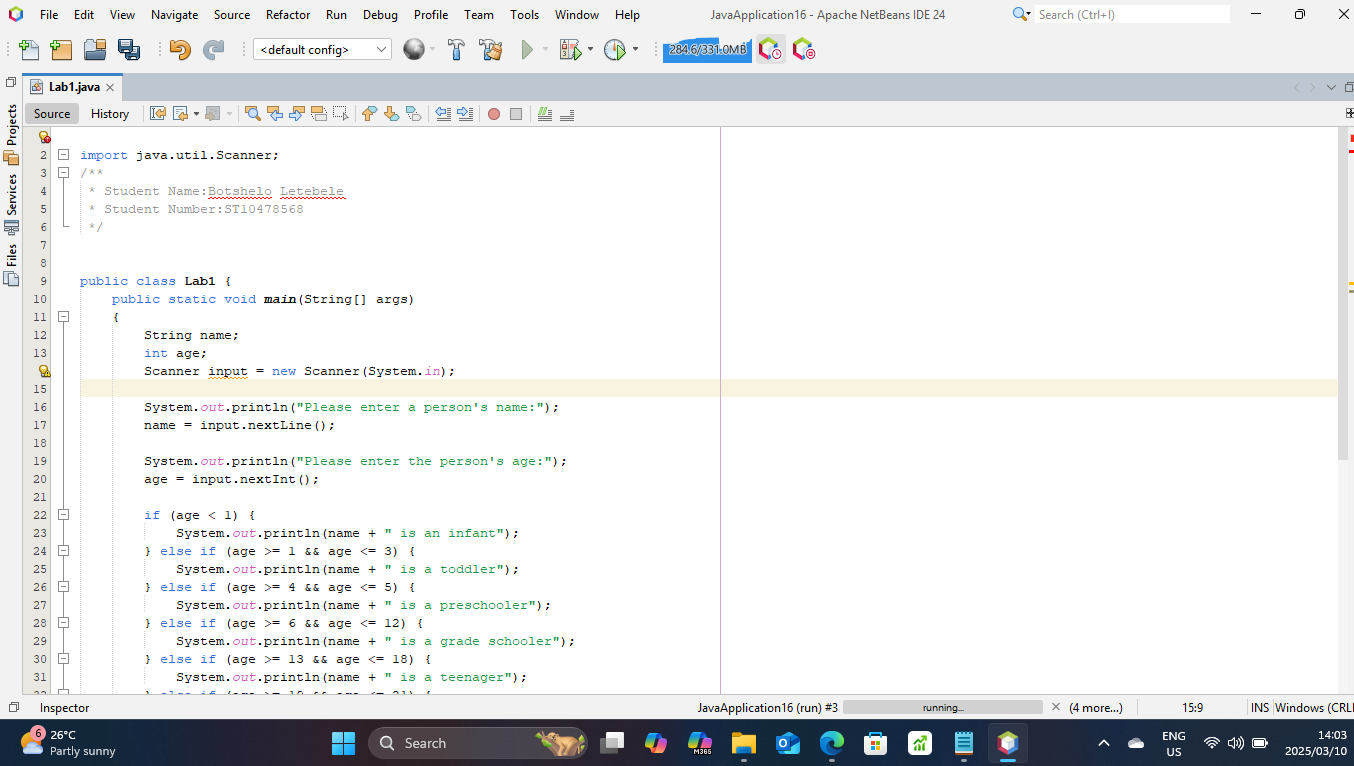 File Edit View Navigate Source Refactor Run Debug Profile Team Tools Window Help JavaApplication16 - Apache NetBeans IDE 24 Search (Ctrl+I)
<default config> 284.6/331.0MB
Projects
Services
Files
Lab1.java
Source History
2 import java.util.Scanner;
3 /**
4 * Student Name:Botshelo Letebele
5 * Student Number:ST10478568
6 */
7
8
9 public class Lab1 {
10 public static void main(String[] args)
11 {
12 String name;
13 int age;
Scanner input = new Scanner(System.in);
15
16 System.out.println("Please enter a person's name:");
17 name = input.nextLine();
18
19 System.out.println("Please enter the person's age:");
20 age = input.nextInt();
21
22 if (age < 1) {
23 System.out.println(name + " is an infant");
24 } else if (age >= 1 && age <= 3) {
25 System.out.println(name + " is a toddler");
26 } else if (age >= 4 && age <= 5) {
27 System.out.println(name + " is a preschooler");
28 } else if (age >= 6 && age <= 12) {
29 System.out.println(name + " is a grade schooler");
30 } else if (age >= 13 && age <= 18) {
31 System.out.println(name + " is a teenager");
Inspector JavaApplication16 (run) #3 running... (4 more...) 15:9 INS Windows (CRL
6 26°C
Partly sunny
Search
M365
ENG
US
14:03
2025/03/10